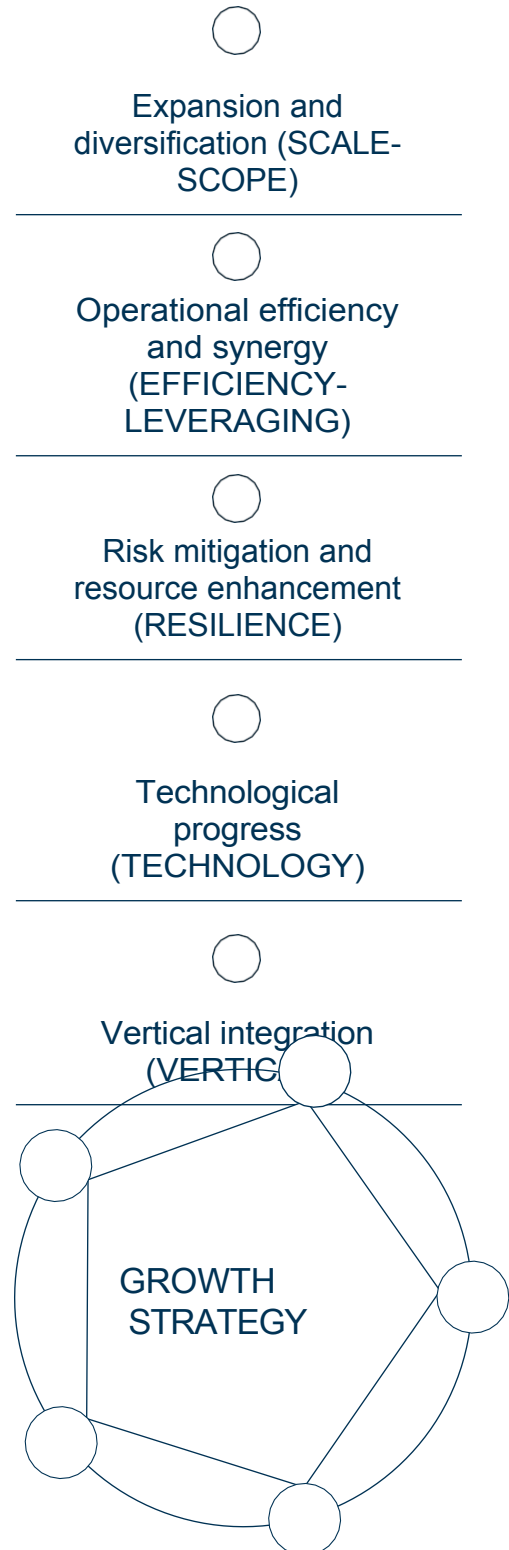 Expansion and
diversification (SCALE-
SCOPE)
Operational efficiency
and synergy
(EFFICIENCY-
LEVERAGING)
Risk mitigation and
resource enhancement
(RESILIENCE)
Technological
progress
(TECHNOLOGY)
Vertical integration
GROWTH
STRATEGY